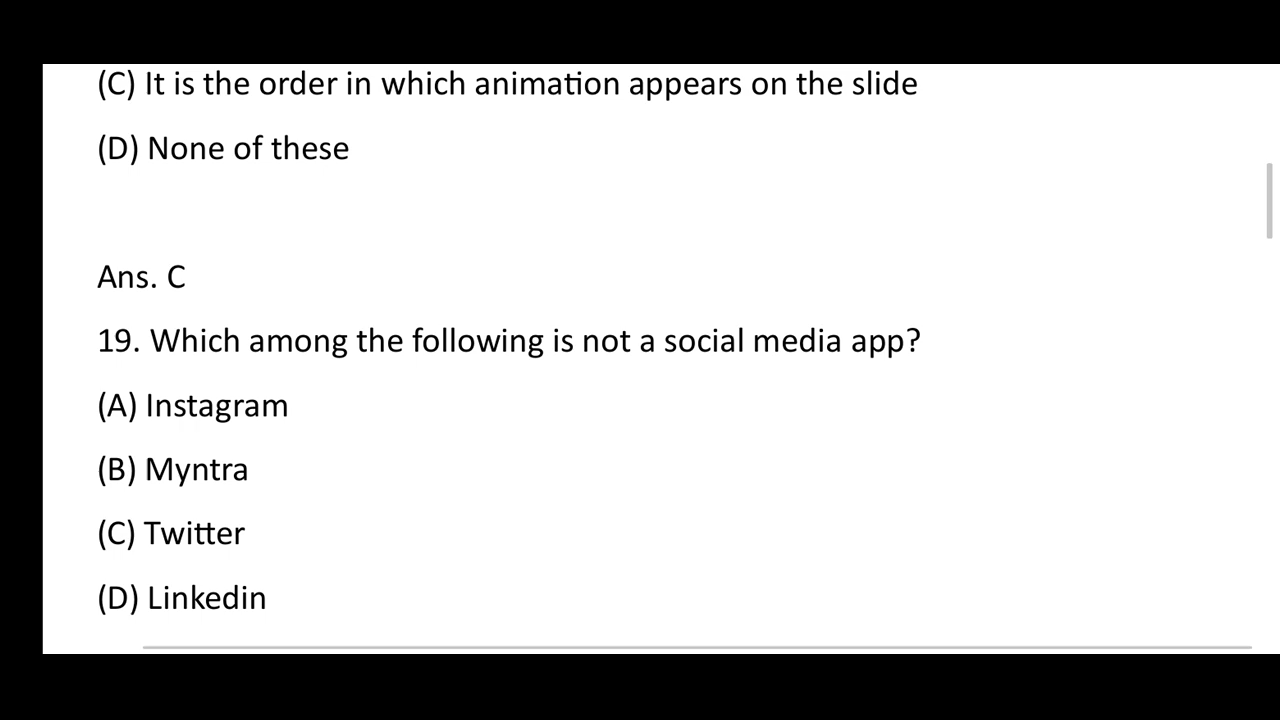 (C) It is the order in which animation appears on the slide
(D) None of these
Ans. C
19. Which among the following is not a social media app?
(A) Instagram
(B) Myntra
(C) Twitter
(D) Linkedin